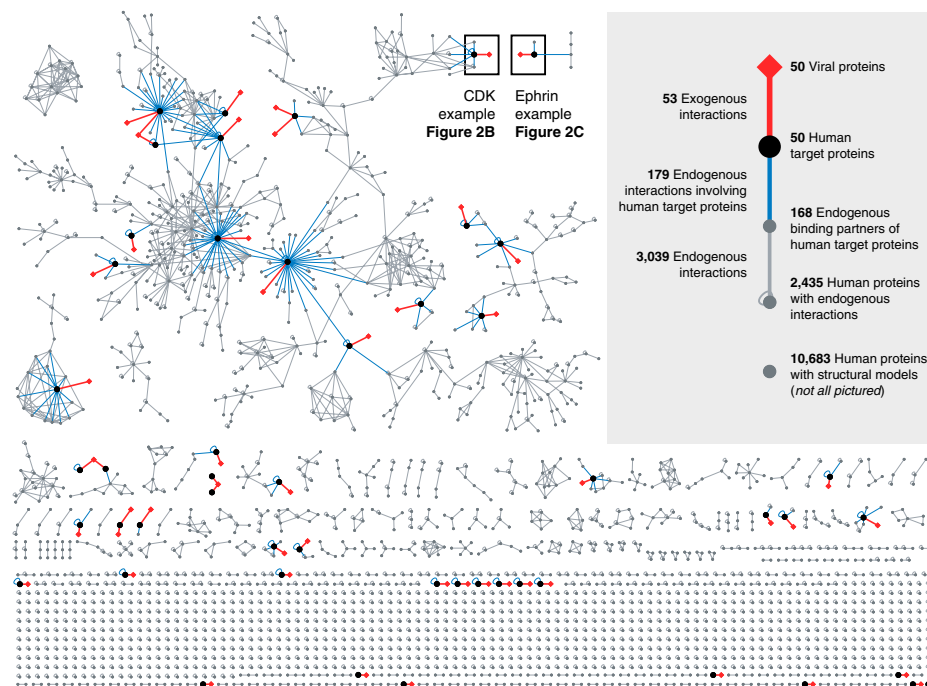 CDK
example
Figure 2B
Ephrin
example
Figure 2C
50 Viral proteins
53 Exogenous
interactions
50 Human
target proteins
179 Endogenous
interactions involving
human target proteins
168 Endogenous
binding partners of
human target proteins
3,039 Endogenous
interactions
2,435 Human proteins
with endogenous
interactions
10,683 Human proteins
with structural models
(not all pictured)